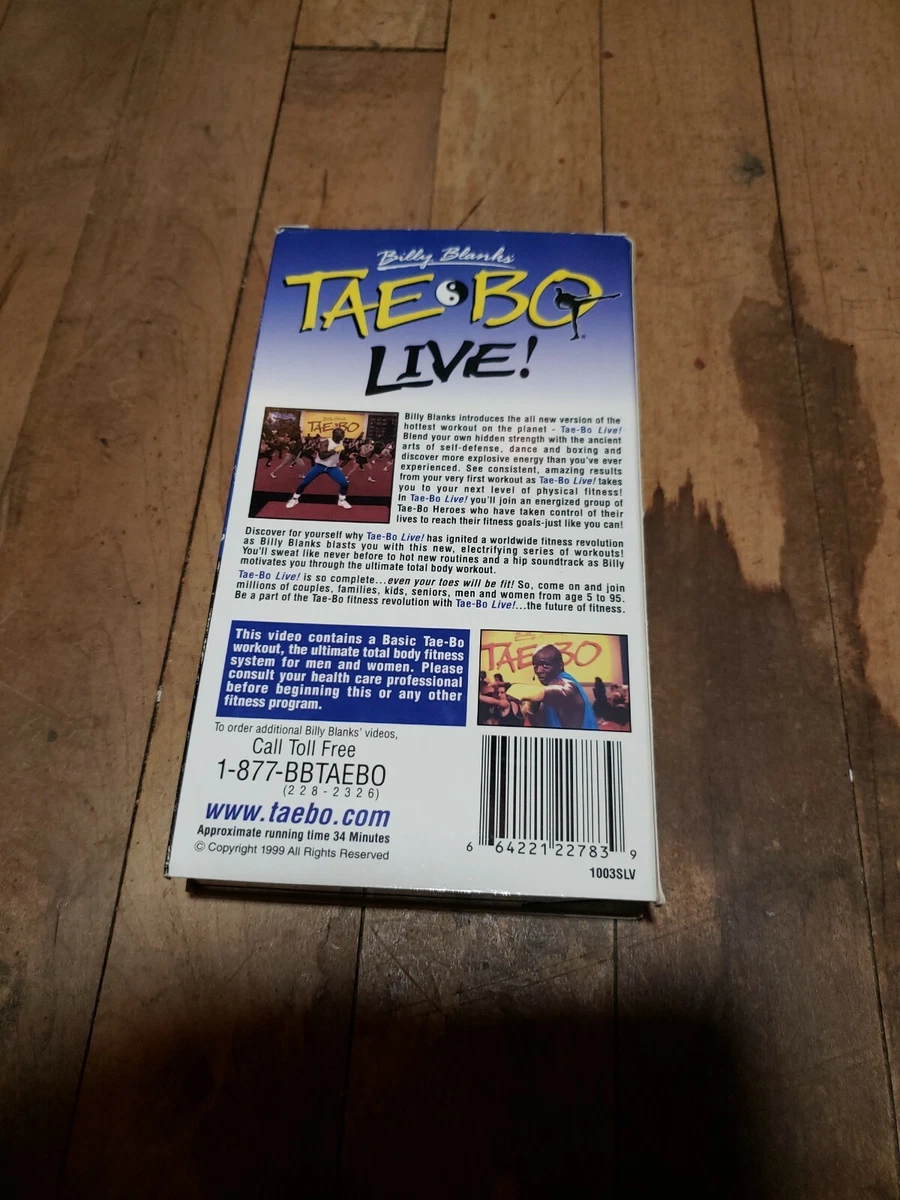 Billy Blanks'
TAE BO
LIVE!
Billy Blanks introduces the all new version of the
hottest workout on the planet - Tae-Bo Live!
Blend your own hidden strength with the ancient
arts of self-defense, dance and boxing and
discover more explosive energy than you've ever
experienced. See consistent, amazing results
from your very first workout as Tae-Bo Live! takes
you to your next level of physical fitness!
In Tae-Bo Live! you'll join an energized group of
Tae-Bo Heroes who have taken control of their
lives to reach their fitness goals-just like you can!
TAE BO
Discover for yourself why Tae-Bo Live! has ignited a worldwide fitness revolution
as Billy Blanks blasts you with this new, electrifying series of workouts!
You'll sweat like never before to hot new routines and a hip soundtrack as Billy
motivates you through the ultimate total body workout.
Tae-Bo Live! is so complete...even your toes will be fit! So, come on and join
millions of couples, families, kids, seniors, men and women from age 5 to 95.
Be a part of the Tae-Bo fitness revolution with Tae-Bo Live!...the future of fitness.
This video contains a Basic Tae-Bo
workout, the ultimate total body fitness
system for men and women. Please
consult your health care professional
before beginning this or any other
fitness program.
TAE BO
To order additional Billy Blanks' videos,
Call Toll Free
1-877-BBTAEBO
(228-2326)
www.taebo.com
Approximate running time 34 Minutes
© Copyright 1999 All Rights Reserved
6 64221 22783 9
1003SLV